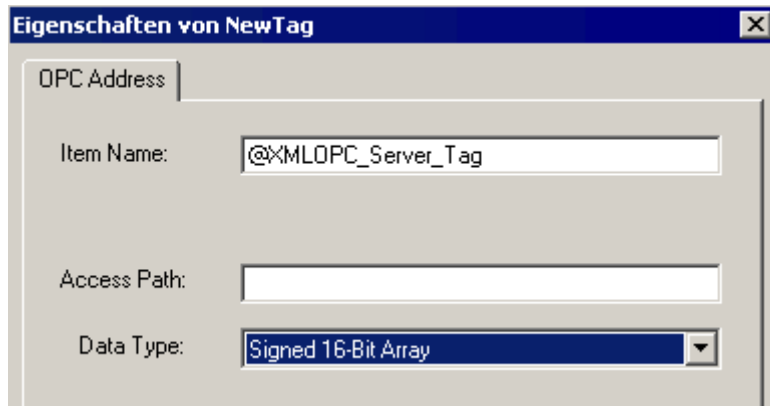 Eigenschaften von NewTag
OPC Address
Item Name: @XMLOPC_Server_Tag
Access Path:
Data Type: Signed 16-Bit Array